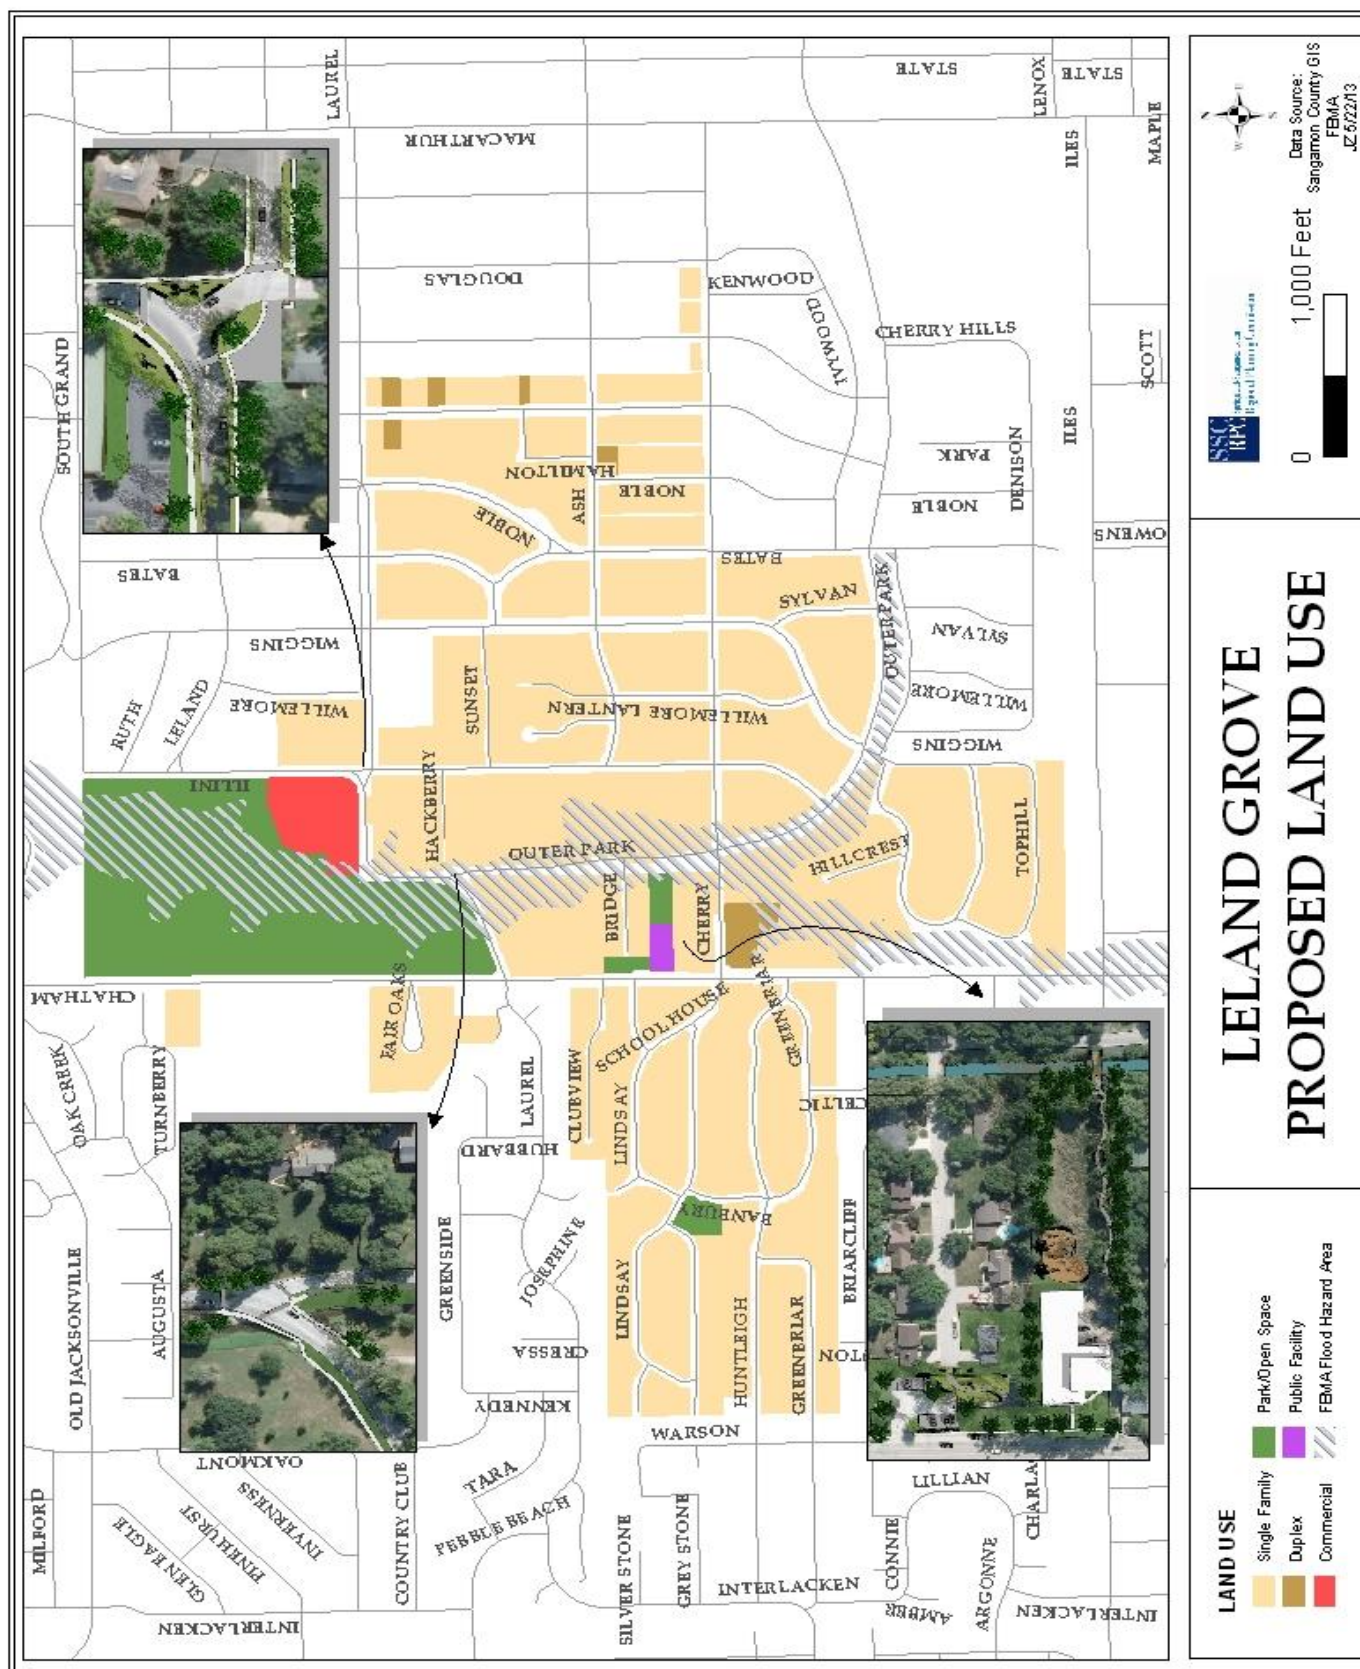 MILFORD
OLD JACKSONVILLE
OAK CREEK
CHATHAM
SOUTH GRAND
GLEN EAGLE
PINEHURST
INVERNESS
INTERLACKEN
OAKMONT
AUGUSTA
TURNBERRY
RUTH
LELAND
BATES
ILLINI
WILLEMORE
WIGGINS
LAUREL
COUNTRY CLUB
FAIR OAKS
GREENSIDE
HACKBERRY
SUNSET
NOBLE
DOUGLAS
MACARTHUR
PEBBLE BEACH
TARA
KENNEDY
CRESSA
JOSEPHINE
HUBBARD
LAUREL
OUTER PARK
HAMILTON
ASH
CLUBVIEW
SILVER STONE
LINDSAY
LINDSAY
SCHOOLHOUSE
BRIDGE
LANTERN
WILLEMORE
NOBLE
GREY STONE
WARSON
BANBURY
CHERRY
HUNTLEIGH
INTERLACKEN
GREENBRIAR
GREENBRIAR
BATES
KENWOOD
IVYWOOD
SYLVAN
CELTIC
BRIARCLIFF
HILLCREST
OUTER PARK
CHERRY HILLS
STATE
CONNIE
AMBER
LILLIAN
ARGONNE
WIGGINS
WILLEMORE
SYLVAN
NOBLE
PARK
DENISON
TOPHILL
INTERLACKEN
LENOX
ILES
ILES
STATE
OWENS
SCOTT
MAPLE
LAND USE
Single Family
Duplex
Commercial
Park/Open Space
Public Facility
FEMA Flood Hazard Area
LELAND GROVE
PROPOSED LAND USE
SSC
RPC
0
1,000 Feet
N
W
E
S
Data Source:
Sangamon County GIS
FEMA
JZ 5/22/13